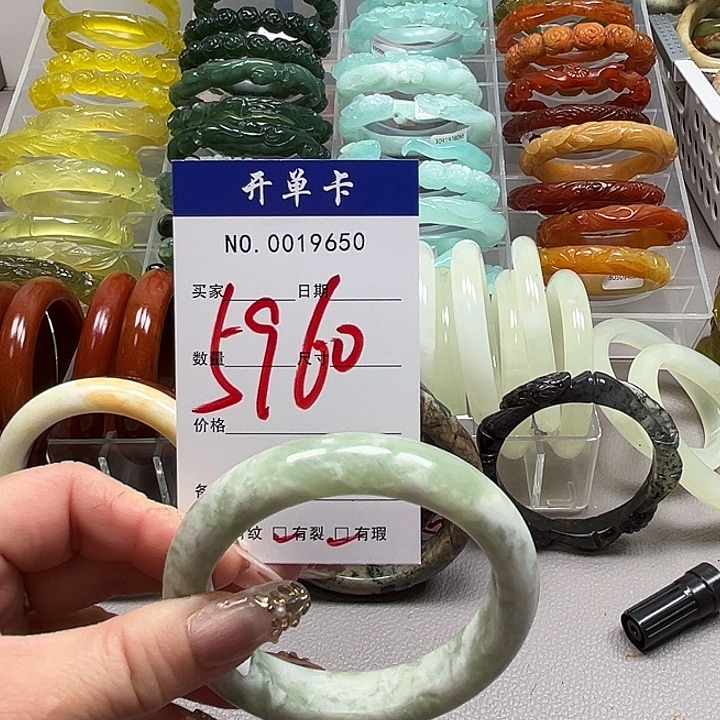 开单卡
NO.0019650
买家 日期
5960
数量 尺寸
价格
纹 有裂 有瑕